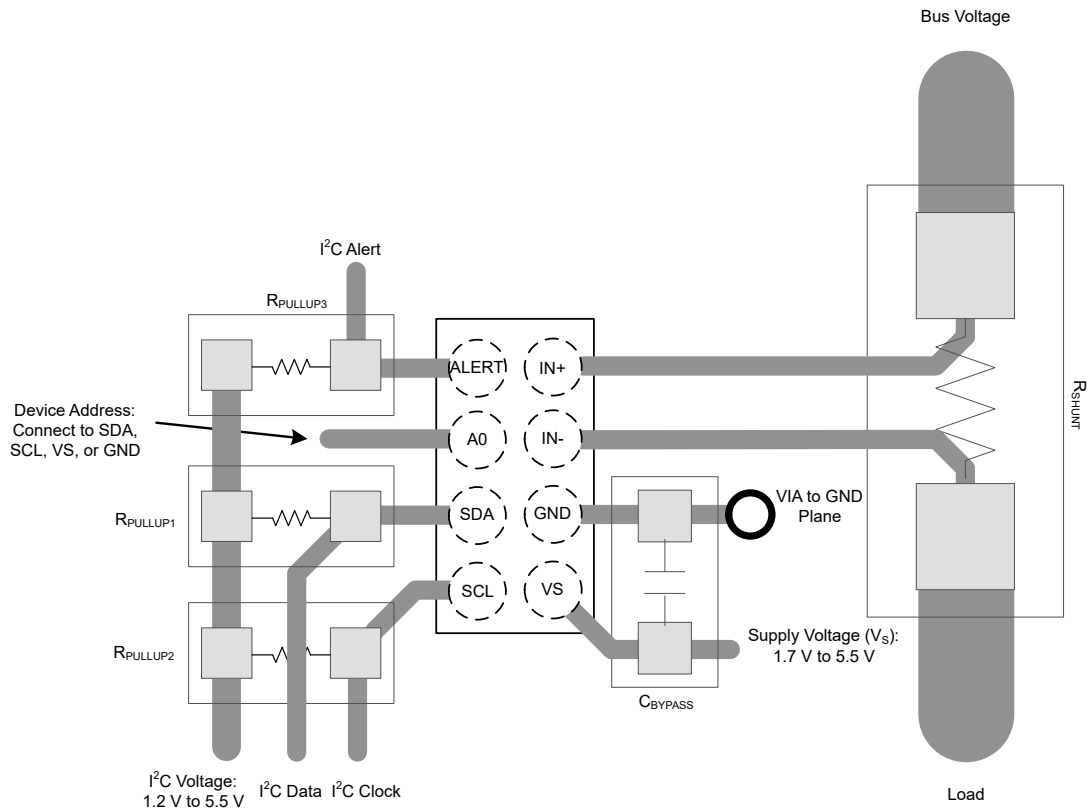 Bus Voltage
I²C Alert
R_PULLUP3
ALERT
IN+
Device Address:
Connect to SDA,
SCL, VS, or GND
A0
IN-
R_SHUNT
R_PULLUP1
SDA
GND
VIA to GND
Plane
SCL
VS
R_PULLUP2
Supply Voltage (V_S):
1.7 V to 5.5 V
C_BYPASS
I²C Voltage:
1.2 V to 5.5 V
I²C Data
I²C Clock
Load